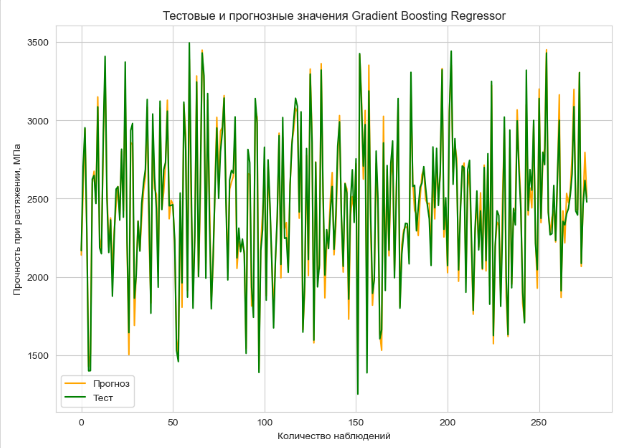 Тестовые и прогнозные значения Gradient Boosting Regressor
Прочность при растяжении, МПа
3500
3000
2500
2000
1500
Прогноз
Тест
0
50
100
150
200
250
Количество наблюдений